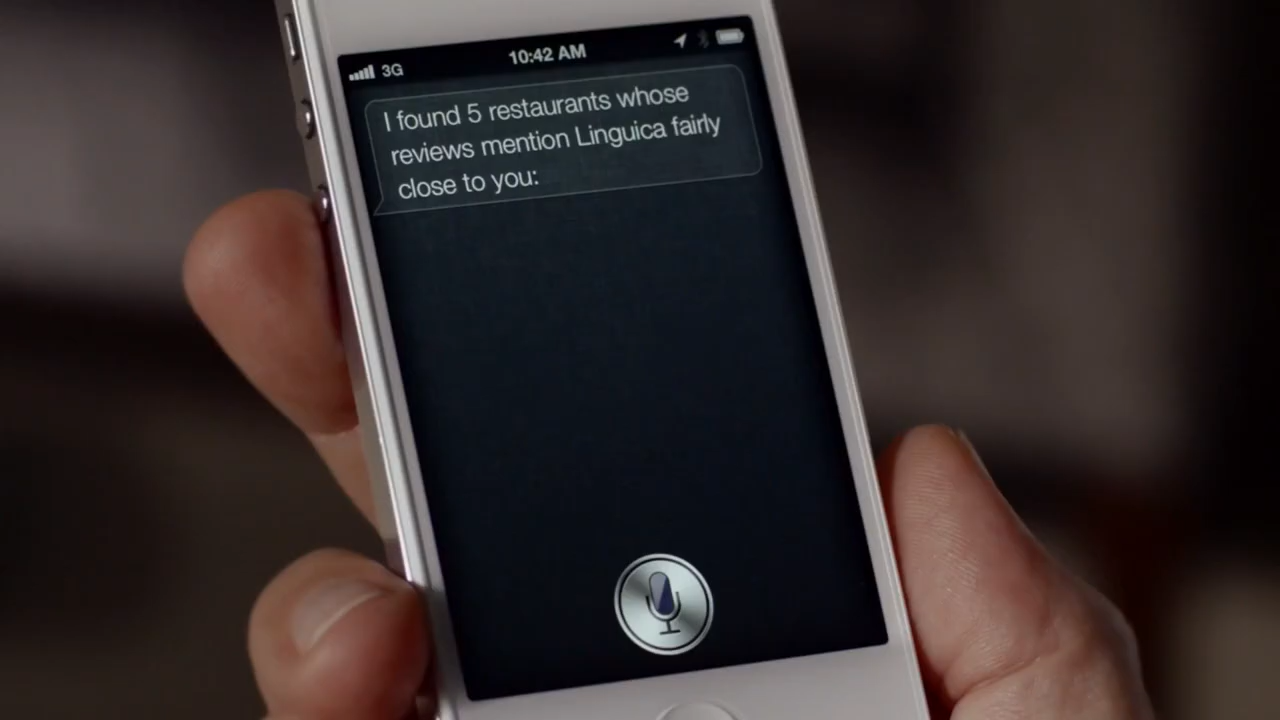 3G 10:42 AM
I found 5 restaurants whose
reviews mention Linguica fairly
close to you: